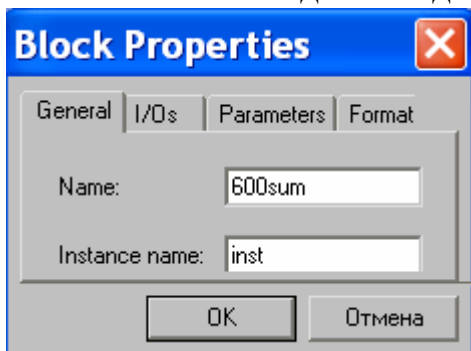 Block Properties
General I/Os Parameters Format
Name: 600sum
Instance name: inst
OK Отмена